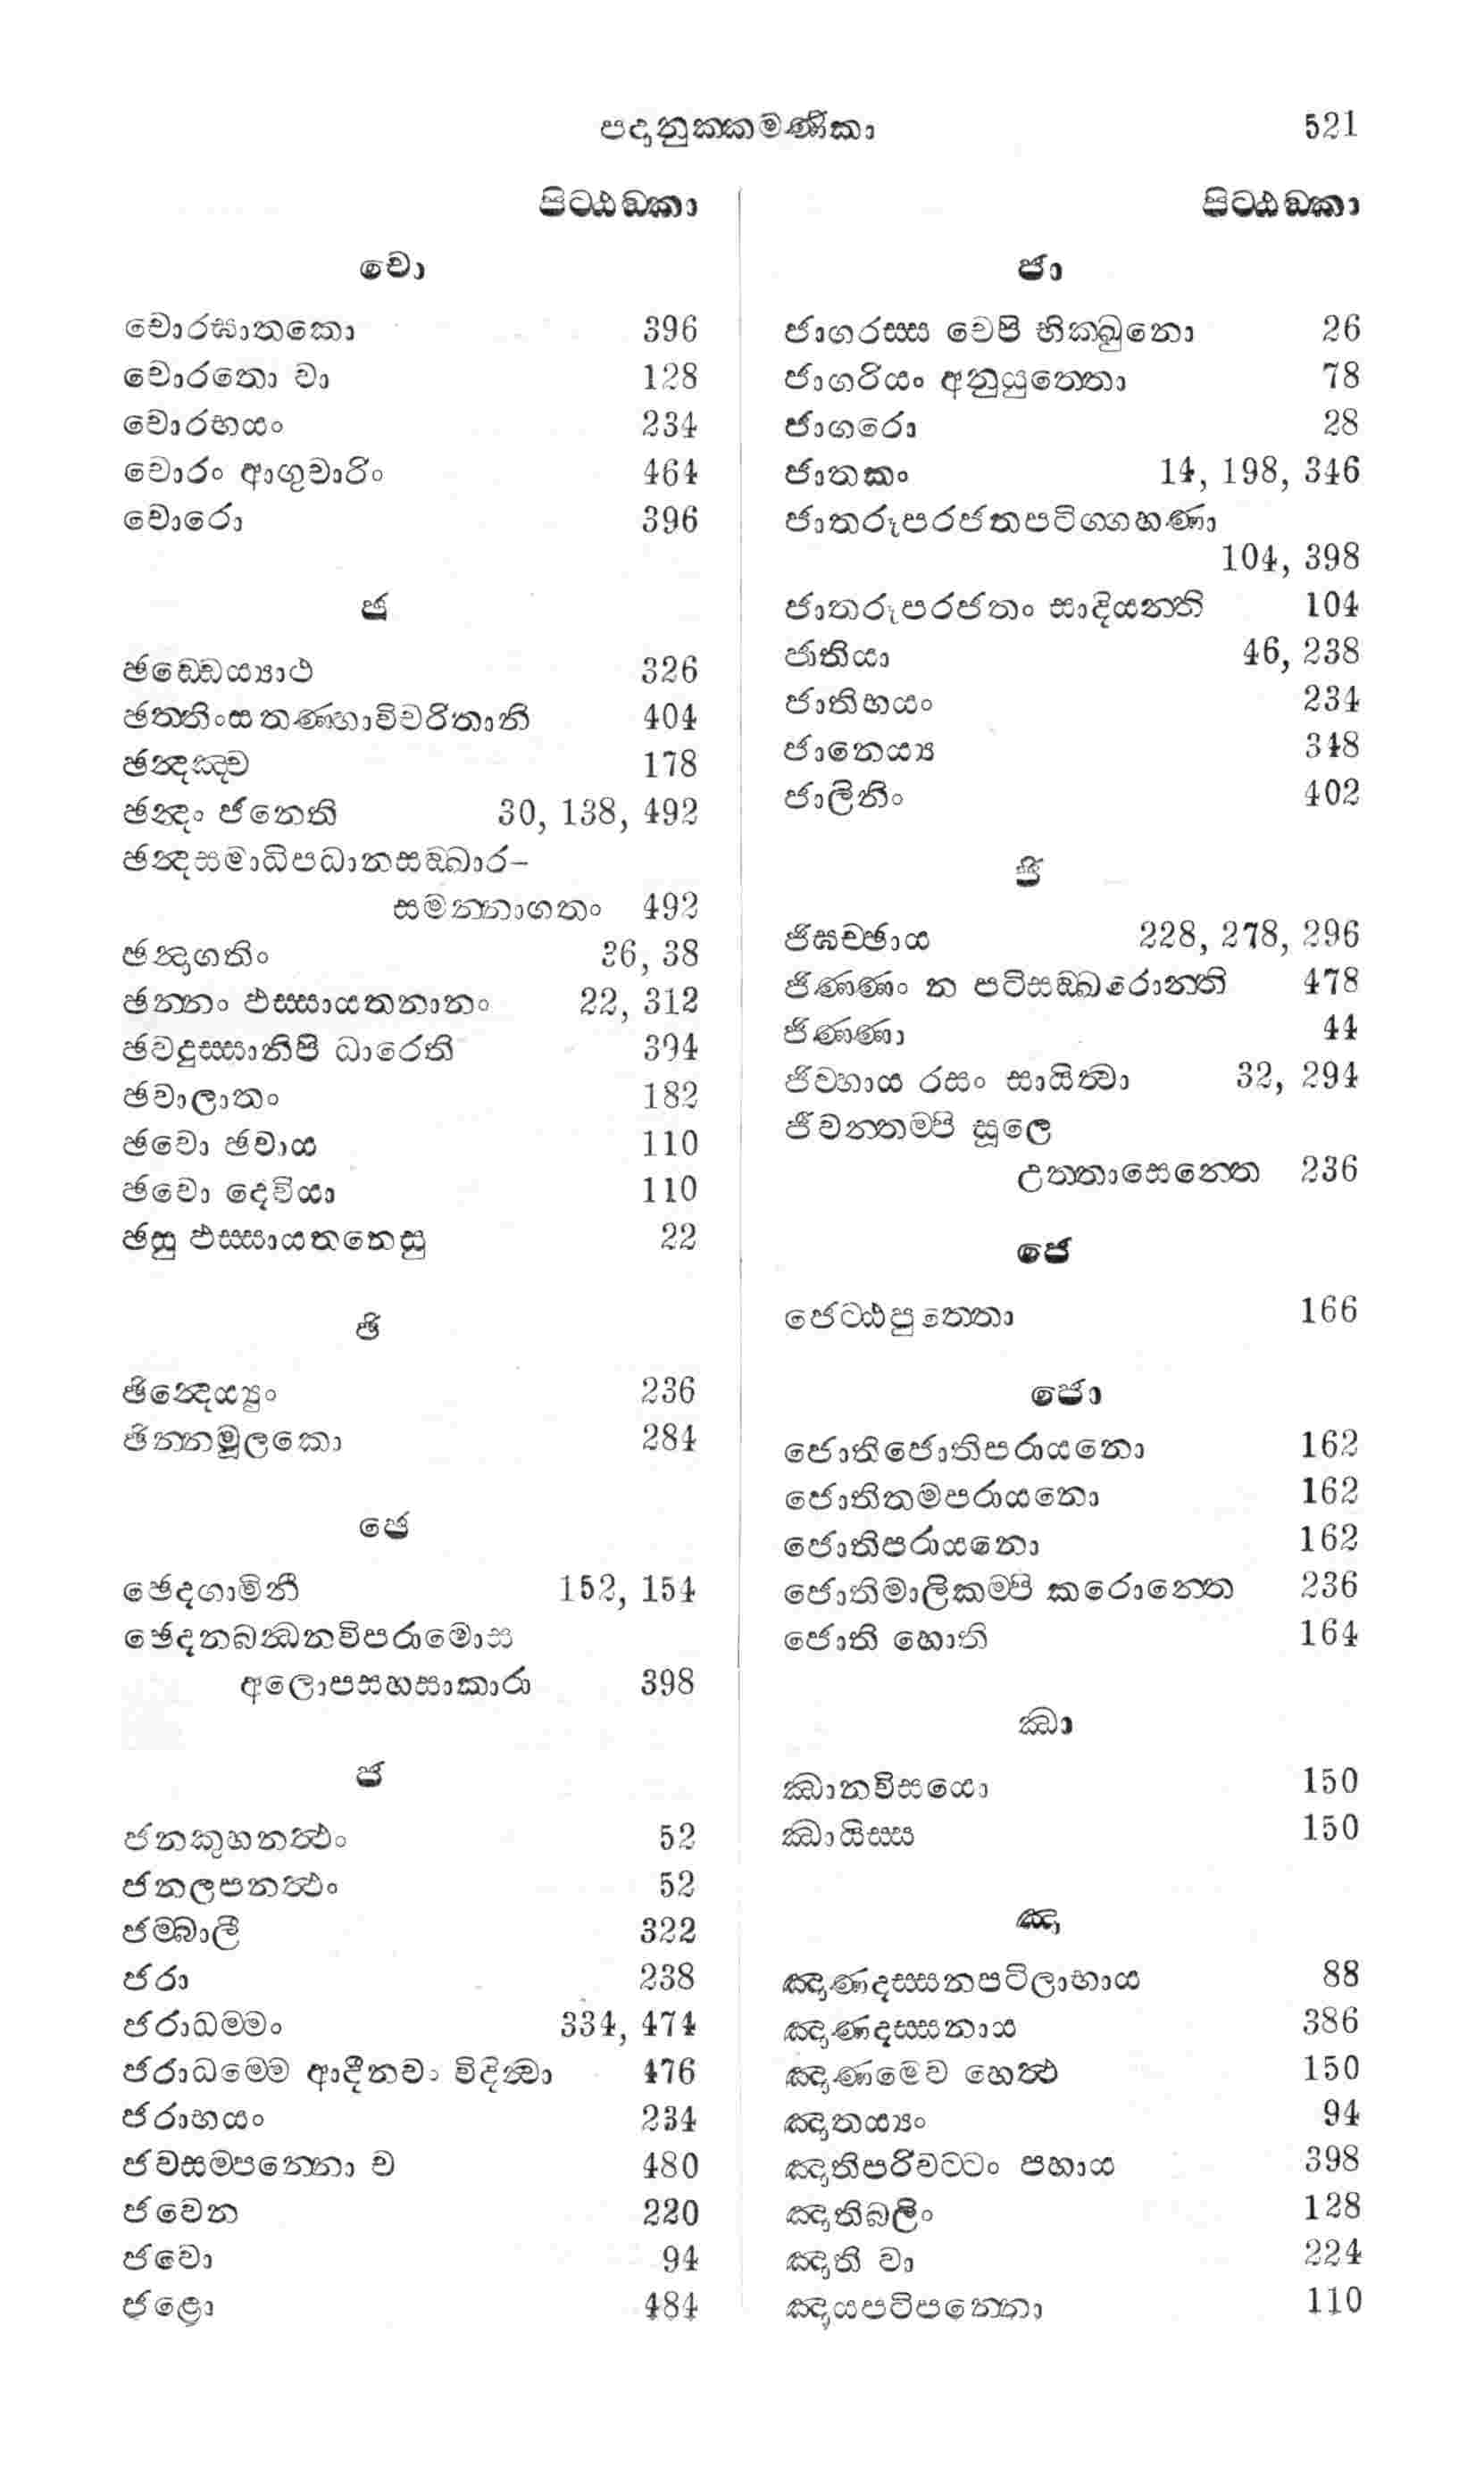 පදානුක්කමණිකා 521
පිට්ඨඞ්කා
චො
චොරඝාතකො 396
චොරතො වා 128
චොරභයං 234
චොරං ආගුචාරිං 464
චොරො 396
ඡ
ඡඩ්ඩෙය්‍යාථ 326
ඡත්තිංස තණ්හාවිචරිතානි 404
ඡන්දඤ්ච 178
ඡන්දං ජනෙති 30, 138, 492
ඡන්දසමාධිපධානසඞ්ඛාර-
සමන්නාගතං 492
ඡන්දාගතිං 36, 38
ඡන්නං ඵස්සායතනානං 22, 312
ඡවදුස්සානිපි ධාරෙති 394
ඡවාලාතං 182
ඡවො ඡවාය 110
ඡවො දෙවියා 110
ඡසු ඵස්සායතනෙසු 22
ඡි
ඡින්දෙය්‍යුං 236
ඡින්නමූලකො 284
ඡෙ
ඡෙදගාමිනී 152, 154
ඡෙදනබන්ධනවිපරාමොස
අලොපසහසාකාරා 398
ජ
ජනකුහනත්ථං 52
ජනලපනත්ථං 52
ජම්බාලී 322
ජරා 238
ජරාධම්මං 334, 474
ජරාධම්මෙ ආදීනවං විදිත්වා 476
ජරාභයං 234
ජවසම්පන්නො ච 480
ජවෙන 220
ජවො 94
ජළො 484
පිට්ඨඞ්කා
ජා
ජාගරස්ස චෙපි භික්ඛුනො 26
ජාගරියං අනුයුත්තො 78
ජාගරො 28
ජාතකං 14, 198, 346
ජාතරූපරජතපටිග්ගහණා
104, 398
ජාතරූපරජතං සාදියන්ති 104
ජාතියා 46, 238
ජාතිභයං 234
ජානෙය්‍ය 348
ජාලිනිං 402
ජි
ජිඝච්ඡාය 228, 278, 296
ජිණ්ණං න පටිසඞ්ඛරොන්ති 478
ජිණ්ණා 44
ජිව්හාය රසං සායිත්වා 32, 294
ජීවන්තම්පි සූලෙ
උත්තාසෙන්තෙ 236
ජෙ
ජෙට්ඨපුත්තො 166
ජො
ජොතිජොතිපරායනො 162
ජොතිතමපරායනො 162
ජොතිපරායනො 162
ජොතිමාලිකම්පි කරොන්තෙ 236
ජොති හොති 164
ඣා
ඣානවිසයො 150
ඣායිස්ස 150
ඤා
ඤාණදස්සනපටිලාභාය 88
ඤාණදස්සනාය 386
ඤාණමෙව හෙත්ථ 150
ඤාතය්‍යං 94
ඤාතිපරිවට්ටං පහාය 398
ඤාතිබලිං 128
ඤාතී වා 224
ඤායපටිපන්නො 110